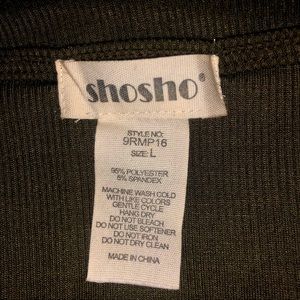 shosho®
STYLE NO:
9RMP16
SIZE: L
95% POLYESTER
5% SPANDEX
MACHINE WASH COLD
WITH LIKE COLORS
GENTLE CYCLE
HANG DRY
DO NOT BLEACH
DO NOT USE SOFTENER
DO NOT IRON
DO NOT DRY CLEAN
MADE IN CHINA